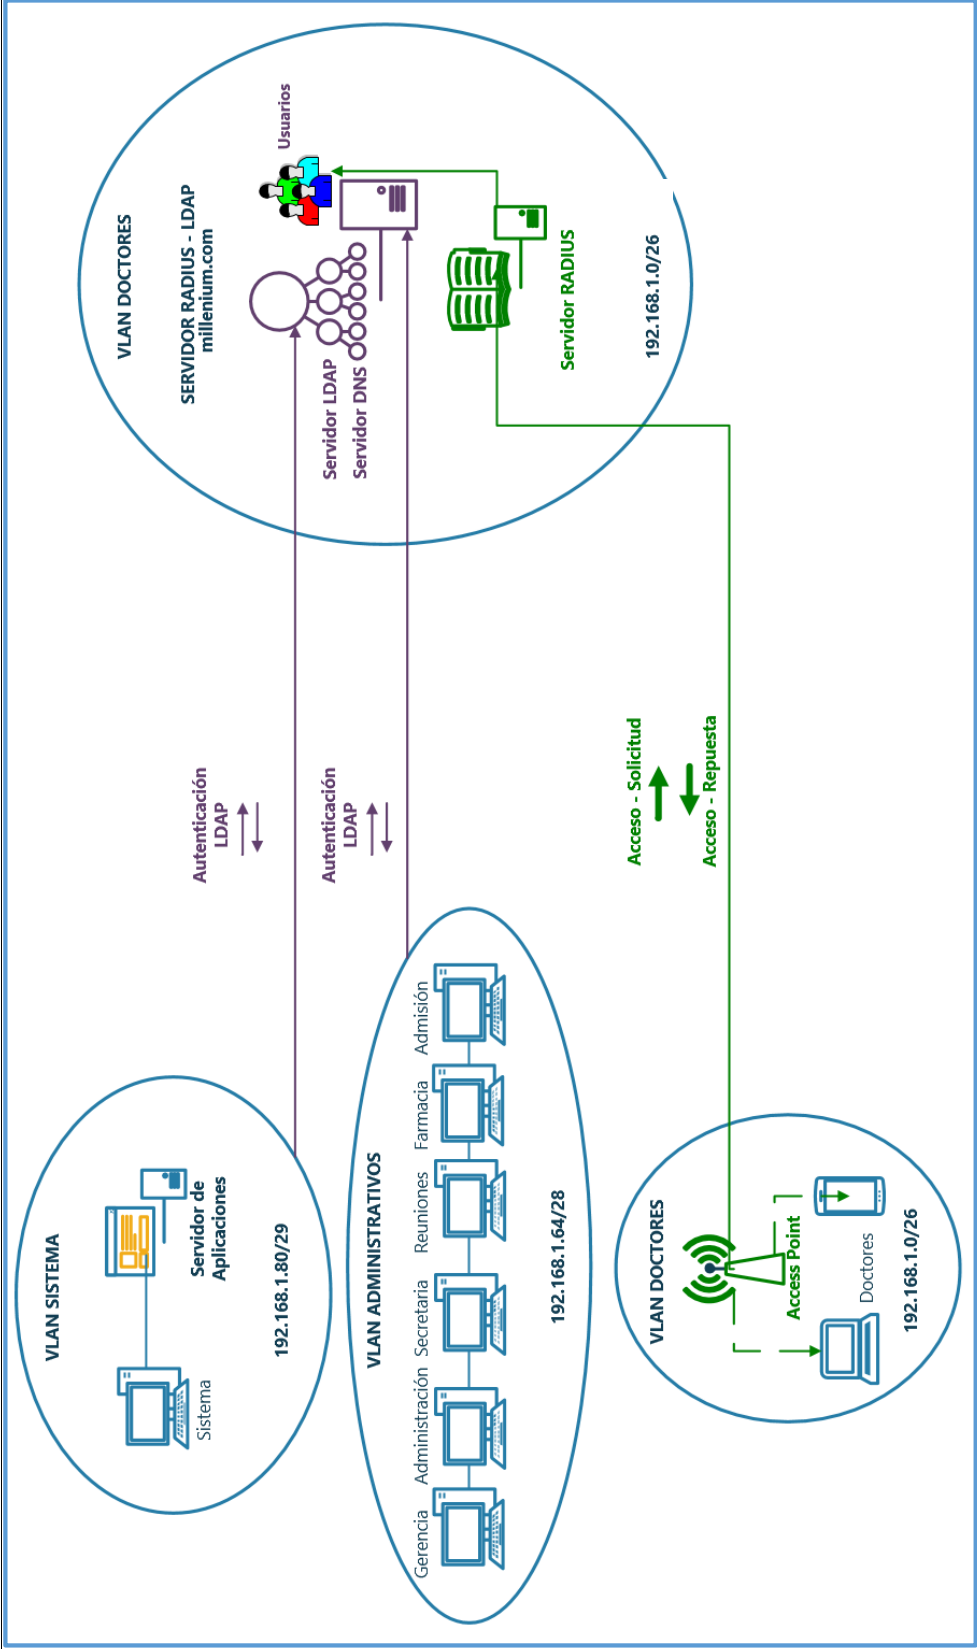 VLAN SISTEMA
Sistema
Servidor de
Aplicaciones
192.168.1.80/29
Autenticación
LDAP
VLAN ADMINISTRATIVOS
Gerencia
Administración
Secretaria
Reuniones
Farmacia
Admisión
192.168.1.64/28
Autenticación
LDAP
VLAN DOCTORES
Access Point
Doctores
192.168.1.0/26
Acceso - Solicitud
Acceso - Repuesta
VLAN DOCTORES
SERVIDOR RADIUS - LDAP
millenium.com
Usuarios
Servidor LDAP
Servidor DNS
Servidor RADIUS
192.168.1.0/26